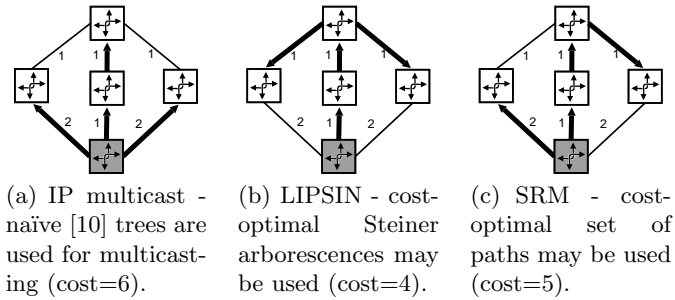 1 1 1
2 1 2
1 1 1
2 1 2
1 1 1
2 1 2
(a) IP multicast -
naïve [10] trees are
used for multicast-
ing (cost=6).
(b) LIPSIN - cost-
optimal Steiner
arborescences may
be used (cost=4).
(c) SRM - cost-
optimal set of
paths may be used
(cost=5).